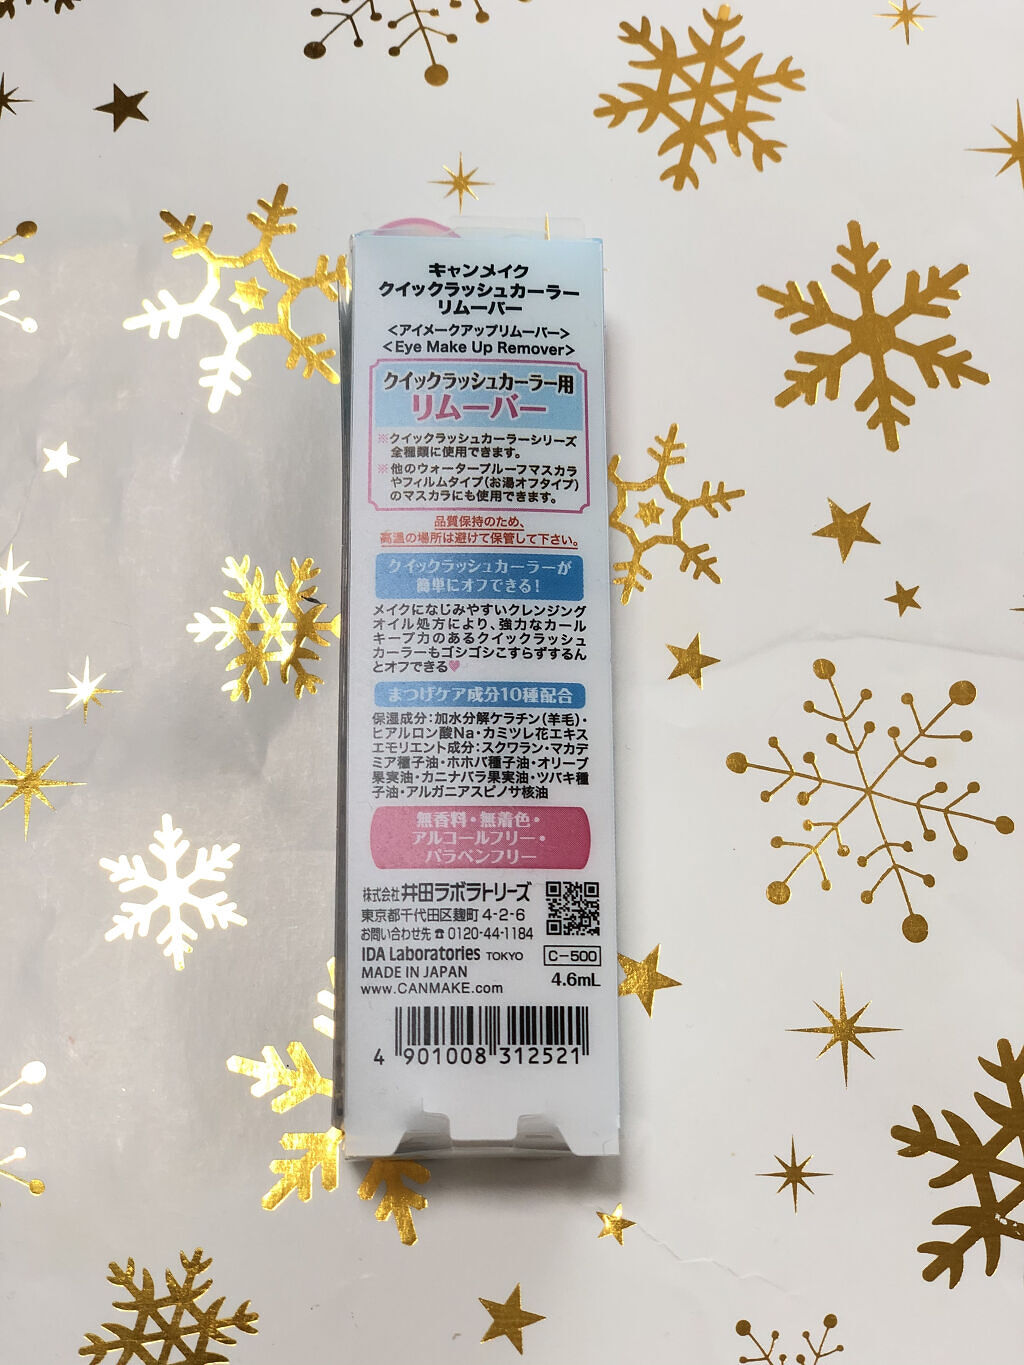 キャンメイク
クイックラッシュカーラー
リムーバー
<アイメークアップリムーバー>
<Eye Make Up Remover>
クイックラッシュカーラー用
リムーバー
※クイックラッシュカーラーシリーズ
全種類に使用できます。
※他のウォータープルーフマスカラ
やフィルムタイプ(お湯オフタイプ)
のマスカラにも使用できます。
品質保持のため、
高温の場所は避けて保管して下さい。
クイックラッシュカーラーが
簡単にオフできる!
メイクになじみやすいクレンジング
オイル処方により、強力なカール
キープ力のあるクイックラッシュ
カーラーもゴシゴシこすらずするん
とオフできる♥
まつげケア成分10種配合
保湿成分:加水分解ケラチン(羊毛)・
ヒアルロン酸Na・カミツレ花エキス
エモリエント成分:スクワラン・マカデ
ミア種子油・ホホバ種子油・オリーブ
果実油・カニナバラ果実油・ツバキ種
子油・アルガニアスピノサ核油
無香料・無着色・
アルコールフリー・
パラベンフリー
株式会社井田ラボラトリーズ
東京都千代田区麹町 4-2-6
お問い合わせ先 ☎ 0120-44-1184
IDA Laboratories TOKYO
C-500
MADE IN JAPAN
4.6mL
www.CANMAKE.com
4 901008 312521